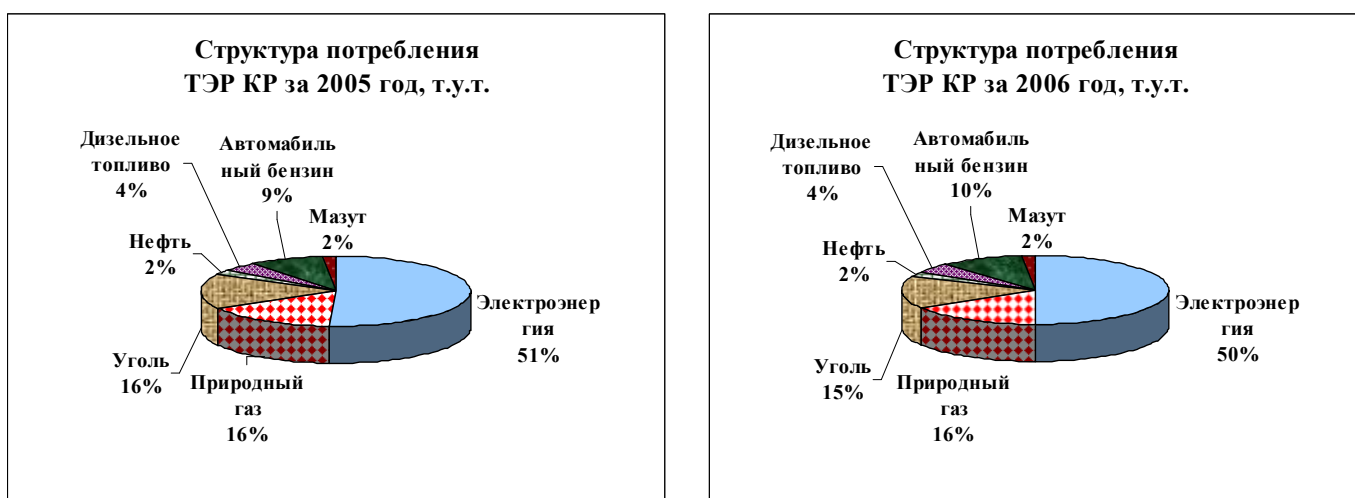 Структура потребления
ТЭР КР за 2005 год, т.у.т.
Дизельное
топливо
4%
Автомабиль
ный бензин
9%
Мазут
2%
Нефть
2%
Электроэнер
гия
51%
Уголь
16%
Природный
газ
16%
Структура потребления
ТЭР КР за 2006 год, т.у.т.
Дизельное
топливо
4%
Автомабиль
ный бензин
10%
Мазут
2%
Нефть
2%
Электроэнер
гия
50%
Уголь
15%
Природный
газ
16%